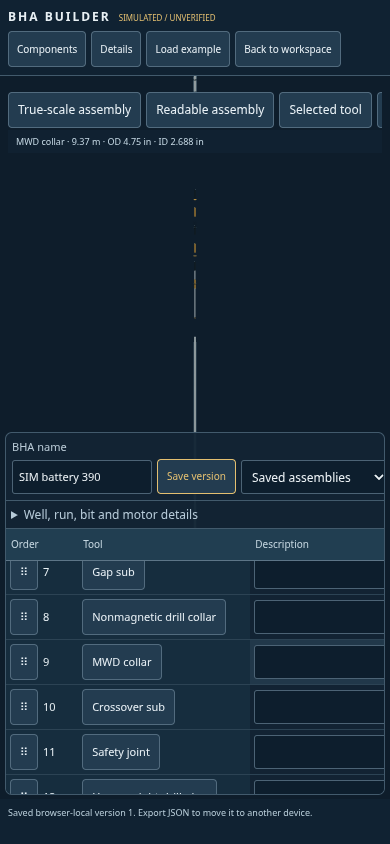 BHA BUILDER SIMULATED / UNVERIFIED
Components Details Load example Back to workspace
True-scale assembly Readable assembly Selected tool
MWD collar · 9.37 m · OD 4.75 in · ID 2.688 in
BHA name
SIM battery 390 Save version Saved assemblies
Well, run, bit and motor details
Order Tool Description
7 Gap sub
8 Nonmagnetic drill collar
9 MWD collar
10 Crossover sub
11 Safety joint
Saved browser-local version 1. Export JSON to move it to another device.